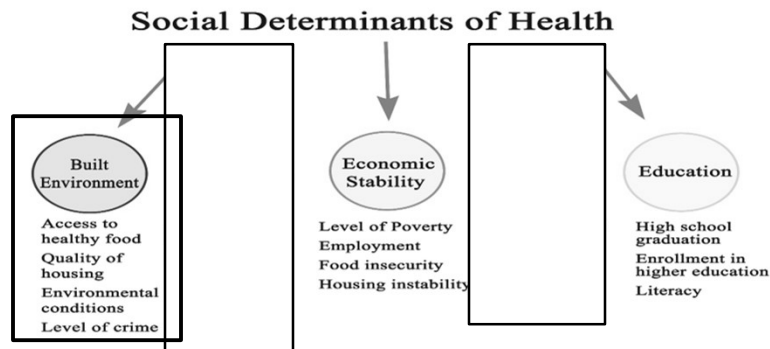 Social Determinants of Health
Built
Environment
Access to
healthy food
Quality of
housing
Environmental
conditions
Level of crime
Economic
Stability
Level of Poverty
Employment
Food insecurity
Housing instability
Education
High school
graduation
Enrollment in
higher education
Literacy